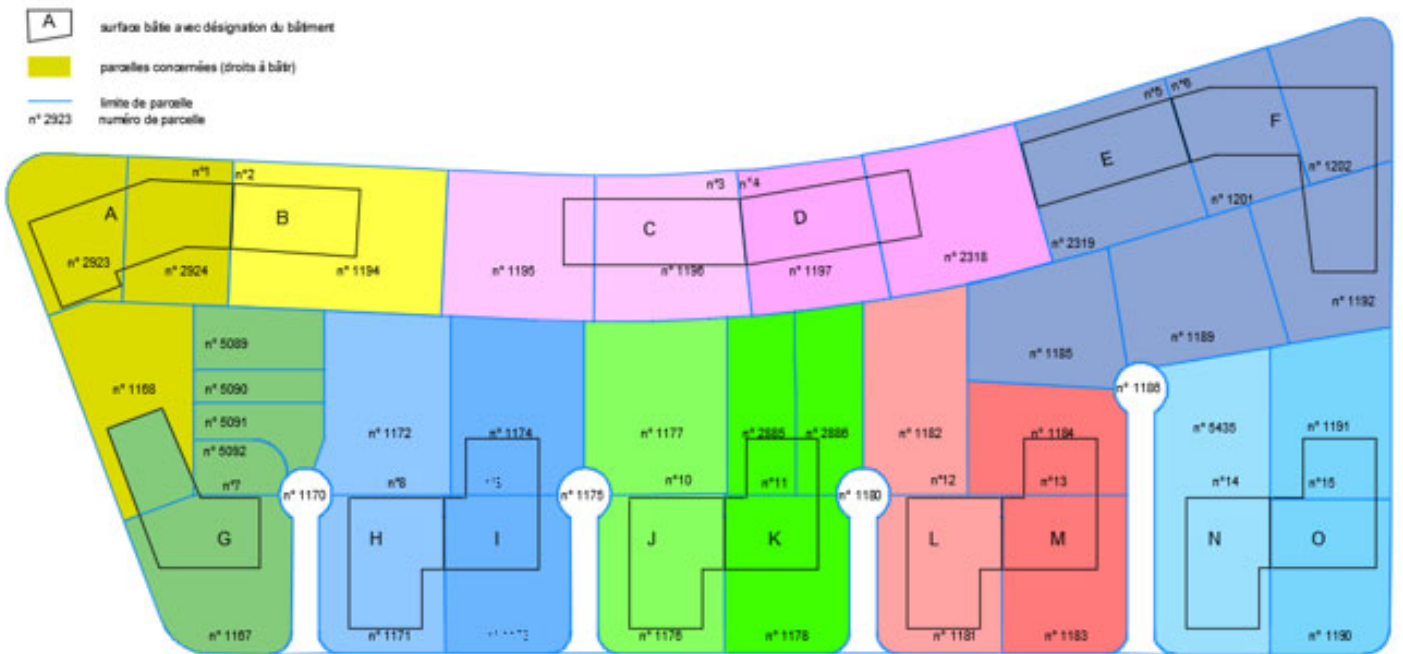 A surface bâtie avec désignation du bâtiment
parcelles concernées (droits à bâtir)
limite de parcelle
n° 2923 numéro de parcelle
n°5 n°6
F
E
n° 1202
n°1 n°2
n°3 n°4
n° 1201
A
B
C
D
n° 2319
n° 2923
n° 2924
n° 1194
n° 1195
n° 1196
n° 1197
n° 2318
n° 1192
n° 5089
n° 1185
n° 1189
n° 1168
n° 5090
n° 1186
n° 5091
n° 1172
n° 1174
n° 1177
n° 2885
n° 2886
n° 1182
n° 1184
n° 5435
n° 1191
n° 5092
n°7
n°8
n°10
n°11
n°12
n°13
n°14
n°15
n° 1170
n° 1175
n° 1180
G
H
I
J
K
L
M
N
O
n° 1167
n° 1171
n° 1176
n° 1178
n° 1181
n° 1183
n° 1190